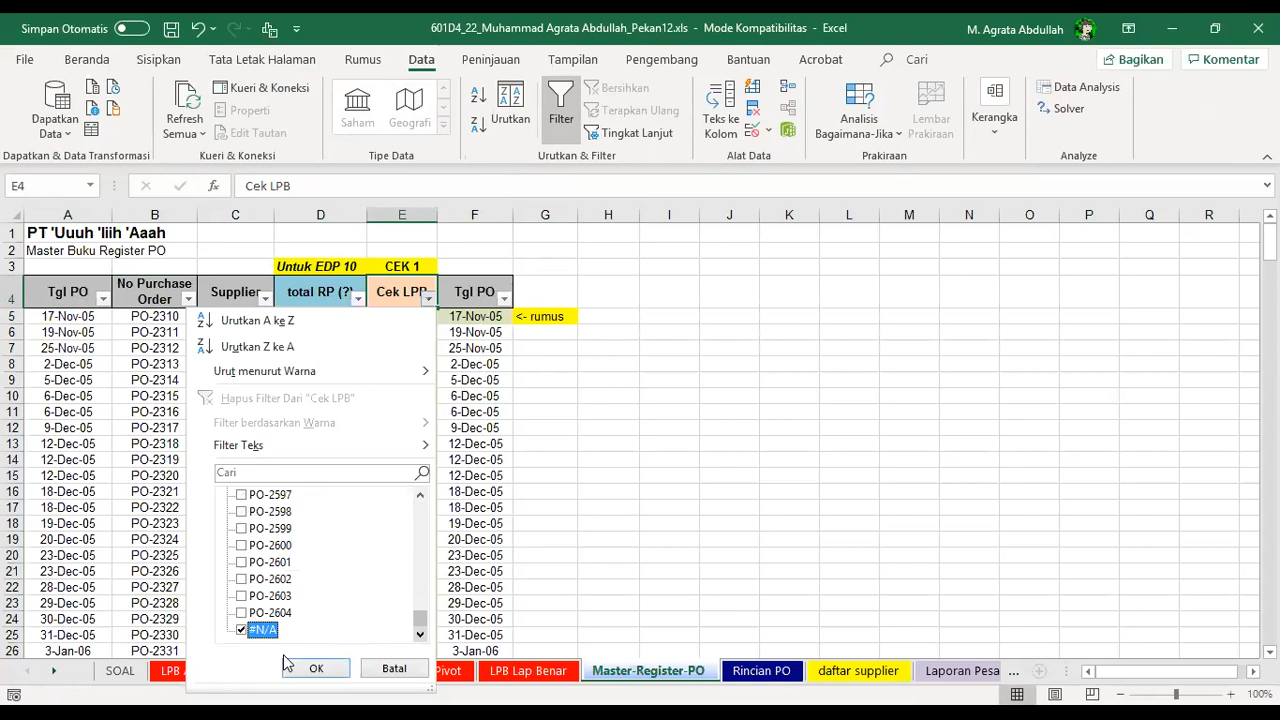 Simpan Otomatis
601D4_22_Muhammad Agrata Abdullah_Pekan12.xls - Mode Kompatibilitas - Excel
M. Agrata Abdullah
File Beranda Sisipkan Tata Letak Halaman Rumus Data Peninjauan Tampilan Pengembang Bantuan Acrobat Cari Bagikan Komentar
Dapatkan Data
Refresh Semua
Kueri & Koneksi
Properti
Edit Tautan
Saham
Geografi
Urutkan
Filter
Bersihkan
Terapkan Ulang
Tingkat Lanjut
Teks ke Kolom
Analisis Bagaimana-Jika
Lembar Prakiraan
Kerangka
Data Analysis
Solver
Dapatkan & Transformasi Data Kueri & Koneksi Tipe Data Urutkan & Filter Alat Data Prakiraan Analyze
E4 fx Cek LPB
A B C D E F G H I J K L M N O P Q R
1 PT 'Uuuh 'Iiih 'Aaah
2 Master Buku Register PO
3 Untuk EDP 10 CEK 1
4 Tgl PO No Purchase Order Supplier total RP (?) Cek LPB Tgl PO
5 17-Nov-05 PO-2310 17-Nov-05 <- rumus
6 19-Nov-05 PO-2311 19-Nov-05
7 25-Nov-05 PO-2312 25-Nov-05
8 2-Dec-05 PO-2313 2-Dec-05
9 5-Dec-05 PO-2314 5-Dec-05
10 6-Dec-05 PO-2315 6-Dec-05
11 6-Dec-05 PO-2316 6-Dec-05
12 9-Dec-05 PO-2317 9-Dec-05
13 12-Dec-05 PO-2318 12-Dec-05
14 12-Dec-05 PO-2319 12-Dec-05
15 12-Dec-05 PO-2320 12-Dec-05
16 18-Dec-05 PO-2321 18-Dec-05
17 18-Dec-05 PO-2322 18-Dec-05
18 19-Dec-05 PO-2323 19-Dec-05
19 20-Dec-05 PO-2324 20-Dec-05
20 23-Dec-05 PO-2325 23-Dec-05
21 23-Dec-05 PO-2326 23-Dec-05
22 28-Dec-05 PO-2327 28-Dec-05
23 29-Dec-05 PO-2328 29-Dec-05
24 31-Dec-05 PO-2329 31-Dec-05
25 31-Dec-05 PO-2330 31-Dec-05
26 3-Jan-06 PO-2331 3-Jan-06
Urutkan A ke Z
Urutkan Z ke A
Urut menurut Warna
Hapus Filter Dari "Cek LPB"
Filter berdasarkan Warna
Filter Teks
Cari
PO-2597
PO-2598
PO-2599
PO-2600
PO-2601
PO-2602
PO-2603
PO-2604
#N/A
OK Batal
SOAL LPB Pivot LPB Lap Benar Master-Register-PO Rincian PO daftar supplier Laporan Pesa ...
100%